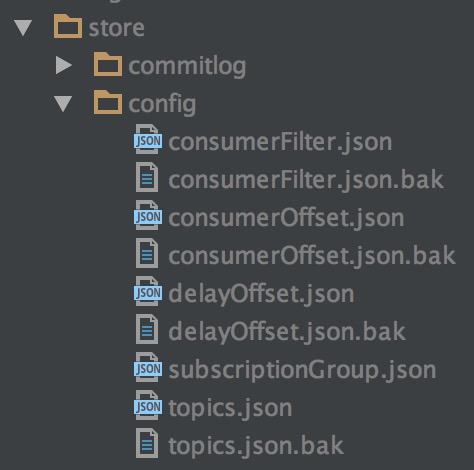 store
commitlog
config
JSON consumerFilter.json
consumerFilter.json.bak
JSON consumerOffset.json
consumerOffset.json.bak
JSON delayOffset.json
delayOffset.json.bak
JSON subscriptionGroup.json
JSON topics.json
topics.json.bak